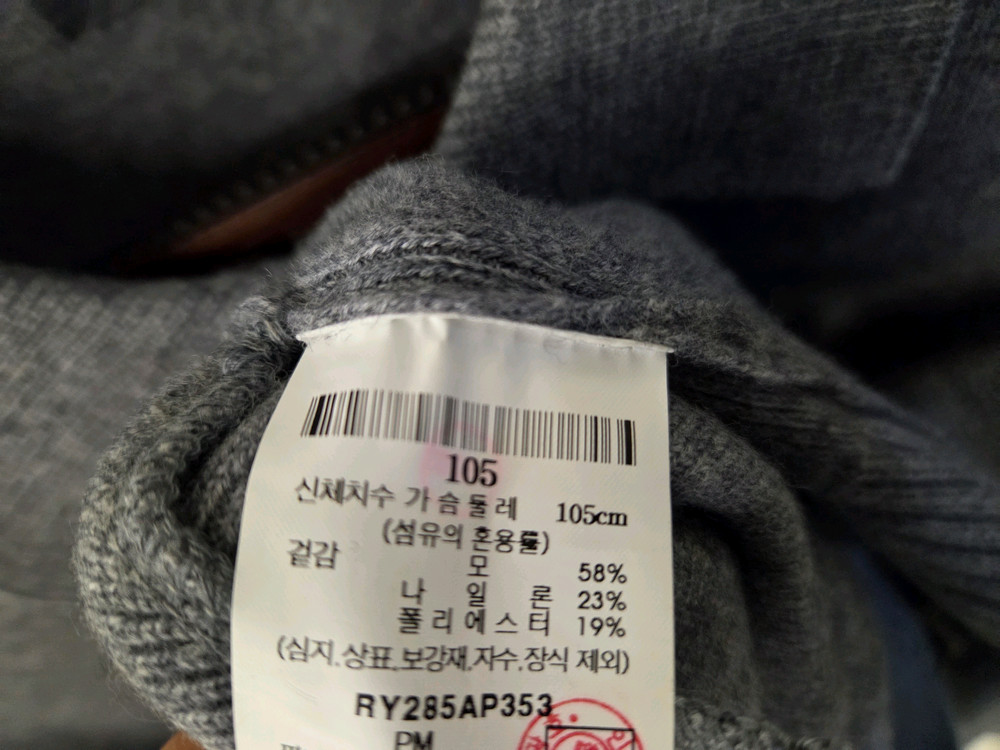 105
신체치수 가슴둘레 105cm
(섬유의 혼용률)
겉감
모 58%
나 일 론 23%
폴리에스터 19%
(심지,상표,보강재,자수,장식 제외)
RY285AP353
PM